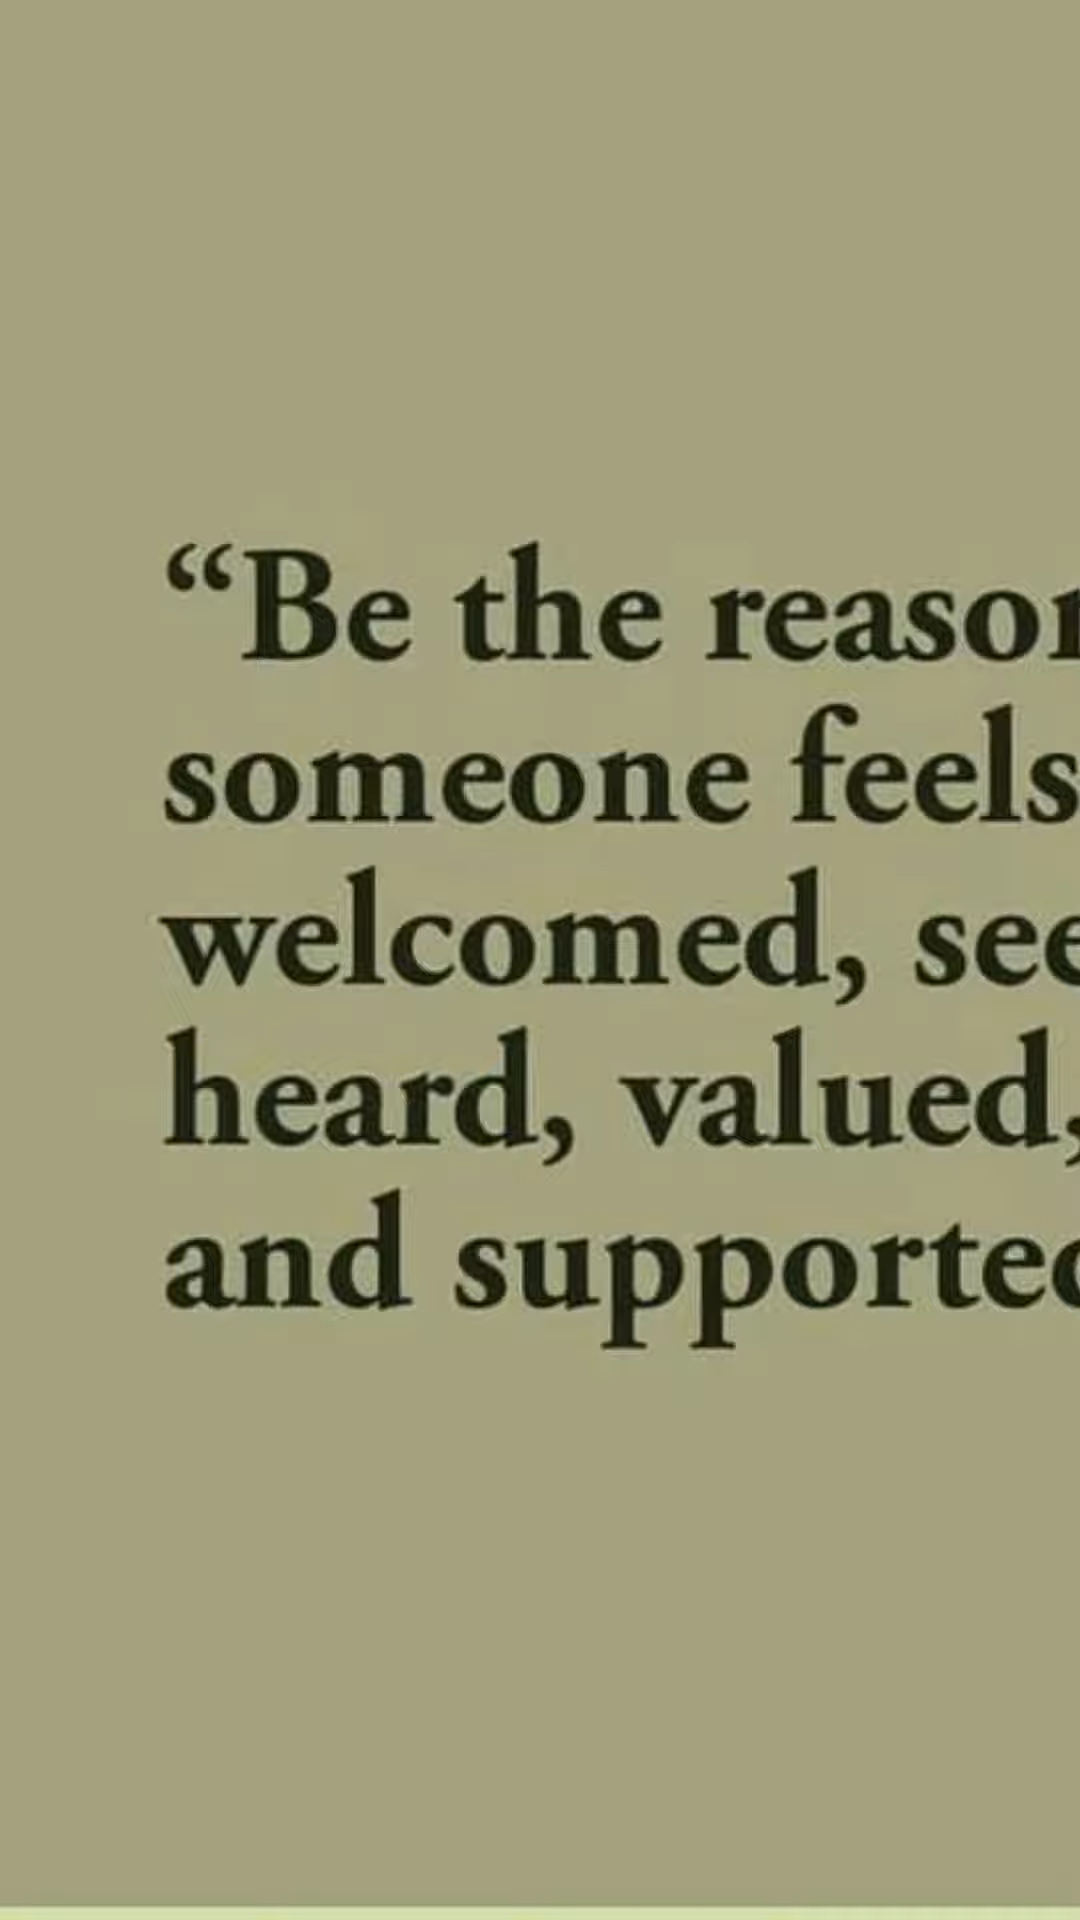 “Be the reason
someone feels
welcomed, see
heard, valued,
and supported